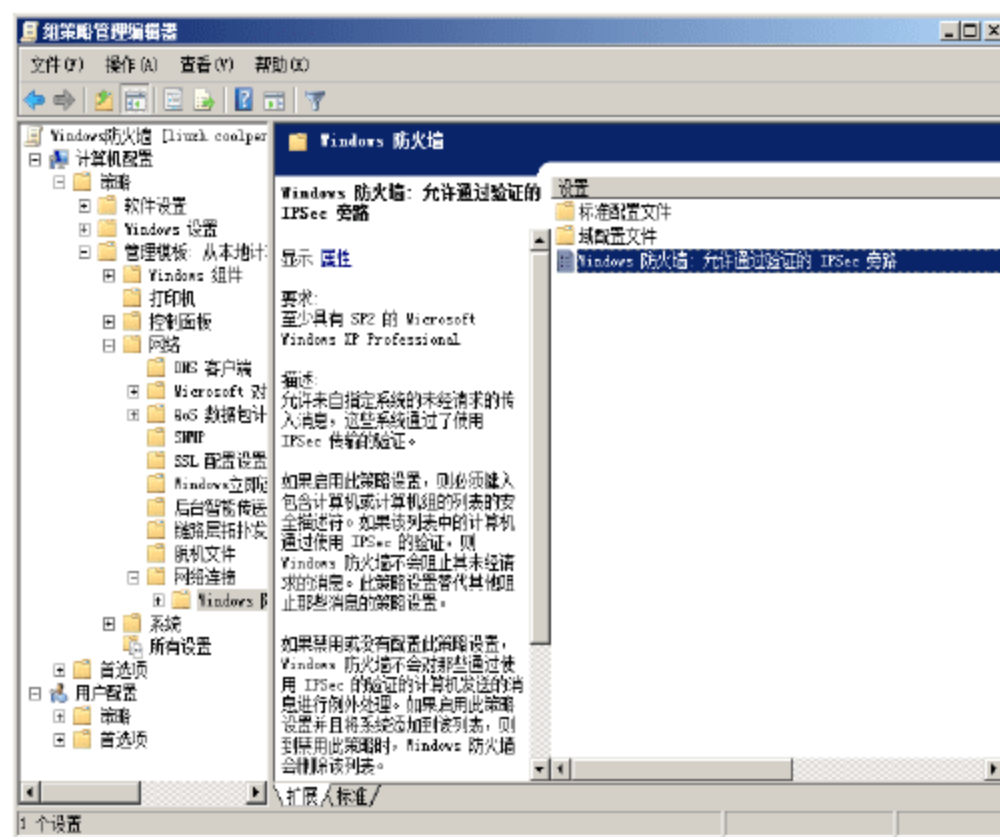 组策略管理编辑器
文件(F) 操作(A) 查看(V) 帮助(H)
Windows防火墙
计算机配置
策略
软件设置
Windows 设置
管理模板: 从本地计
Windows 组件
打印机
控制面板
网络
DNS 客户端
Microsoft 对
QoS 数据包计
SNMP
SSL 配置设置
Windows立即连
后台智能传送
链路层拓扑发
脱机文件
网络连接
Windows 防
系统
所有设置
首选项
用户配置
策略
首选项
Windows 防火墙
Windows 防火墙: 允许通过验证的
IPSec 旁路
显示 属性
要求:
至少具有 SP2 的 Microsoft
Windows XP Professional
描述:
允许来自指定系统的未经请求的传
入消息，这些系统通过了使用
IPSec 传输的验证。
如果启用此策略设置，则必须键入
包含计算机或计算机组的列表的安
全描述符。如果该列表中的计算机
通过使用 IPSec 的验证，则
Windows 防火墙不会阻止其未经请
求的消息。此策略设置替代其他阻
止那些消息的策略设置。
如果禁用或没有配置此策略设置，
Windows 防火墙不会对那些通过使
用 IPSec 的验证的计算机发送的消
息进行例外处理。如果启用此策略
设置并且将系统添加到该列表，则
到禁用此策略时，Windows 防火墙
会删除该列表。
设置
标准配置文件
域配置文件
Windows 防火墙: 允许通过验证的 IPSec 旁路
扩展 标准
1 个设置